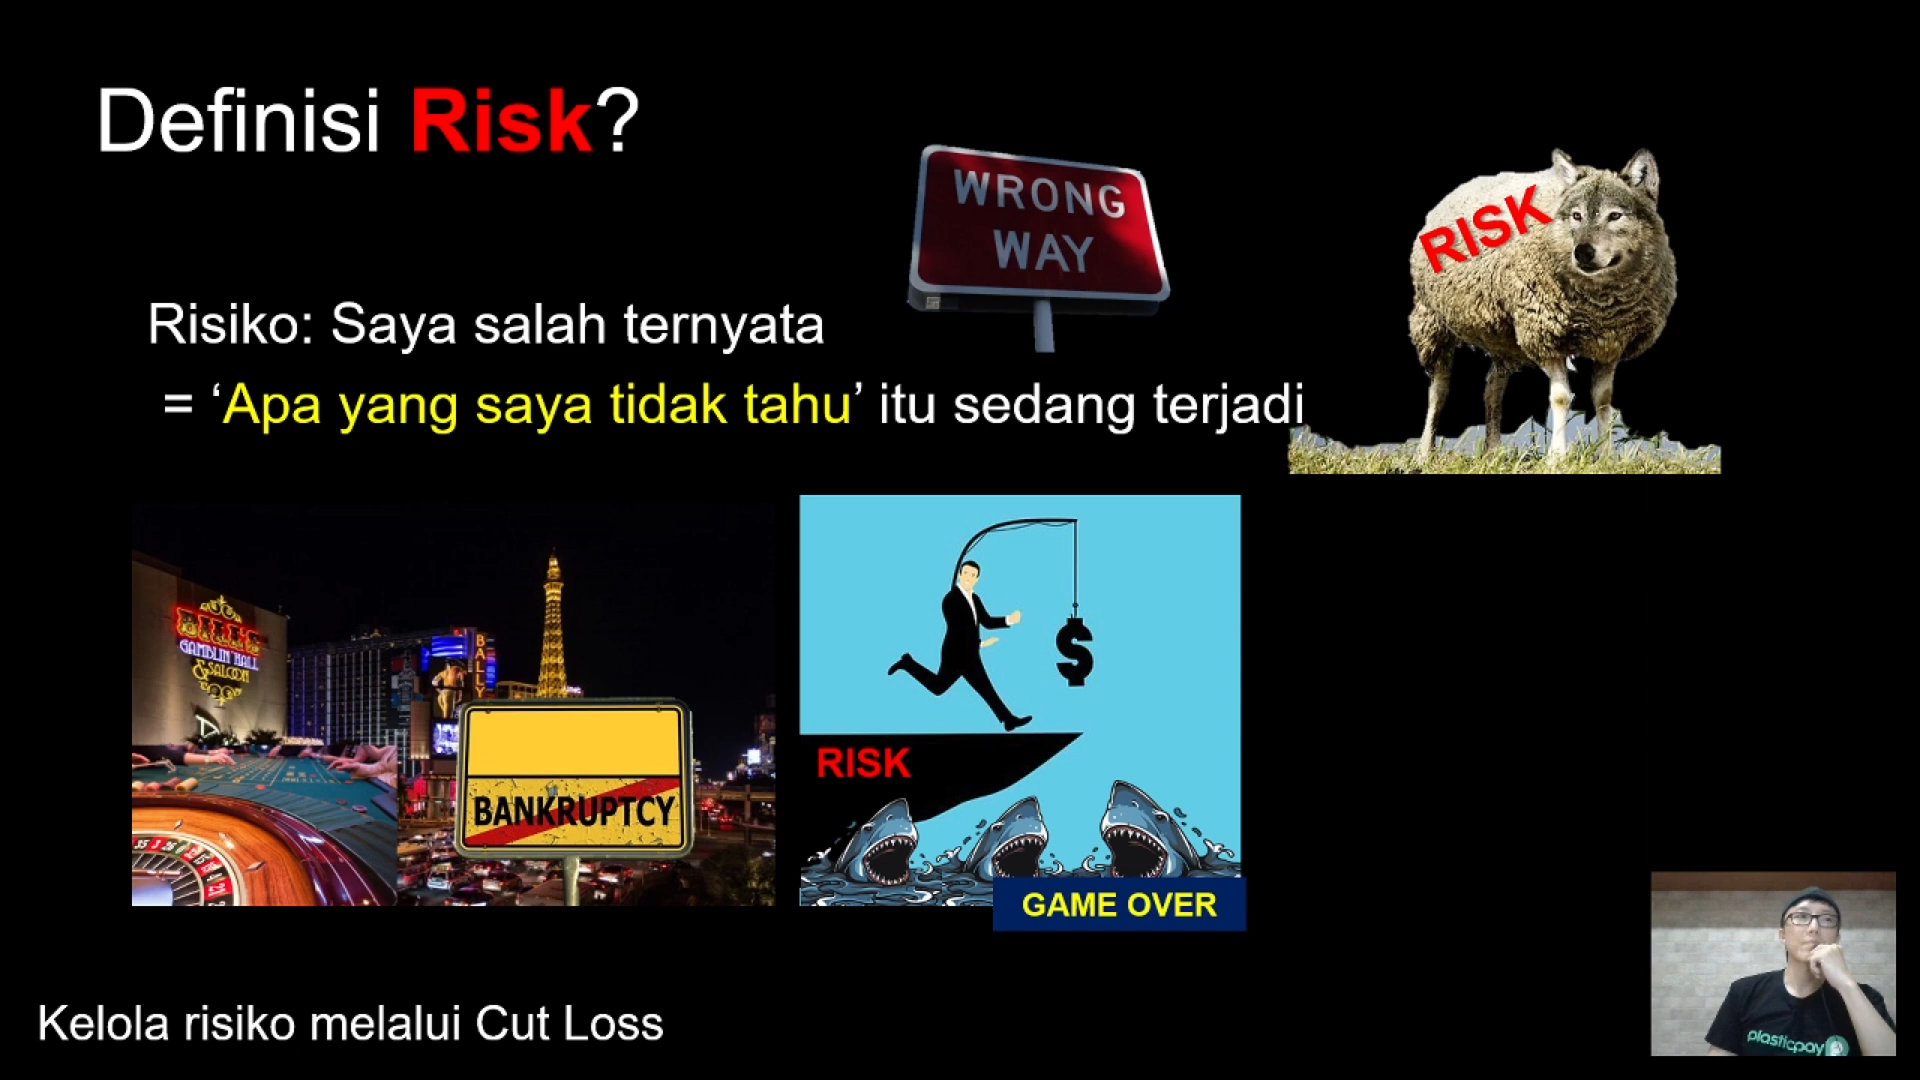 Definisi Risk?
WRONG
WAY
RISK
Risiko: Saya salah ternyata
= ‘Apa yang saya tidak tahu’ itu sedang terjadi
BILL'S
GAMBLIN' HALL
& SALOON
BALLY
BANKRUPTCY
$
RISK
GAME OVER
Kelola risiko melalui Cut Loss
plasticpay